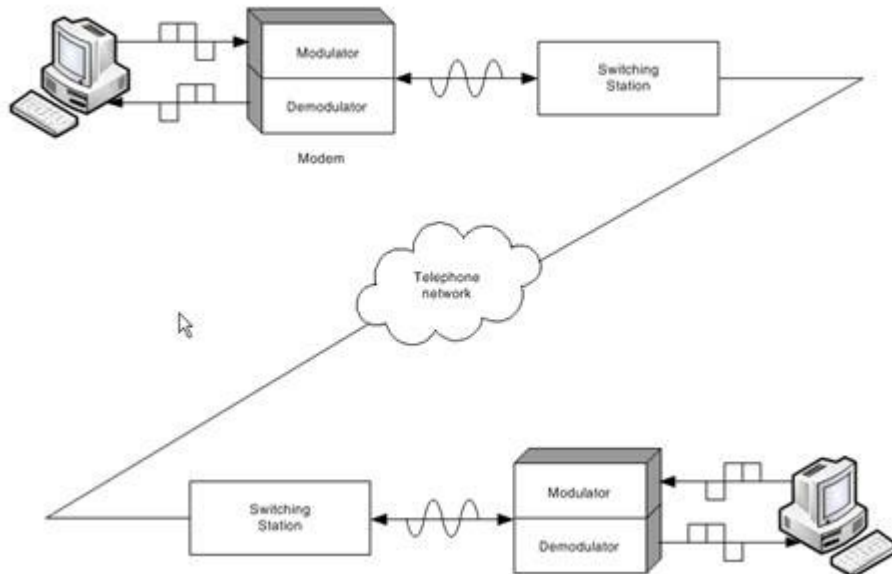 Modulator
Demodulator
Modem
Switching
Station
Telephone
network
Switching
Station
Modulator
Demodulator